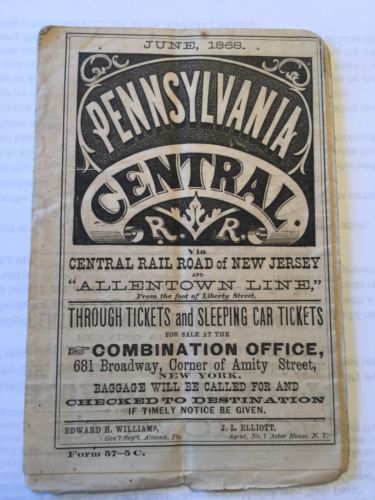 JUNE, 1868.
PENNSYLVANIA
CENTRAL
R. R.
Via
CENTRAL RAIL ROAD of NEW JERSEY
AND
"ALLENTOWN LINE,"
From the foot of Liberty Street.
THROUGH TICKETS and SLEEPING CAR TICKETS
FOR SALE AT THE
☞ COMBINATION OFFICE,
681 Broadway, Corner of Amity Street,
NEW YORK.
BAGGAGE WILL BE CALLED FOR AND
CHECKED TO DESTINATION
IF TIMELY NOTICE BE GIVEN.
EDWARD H. WILLIAMS, J. L. ELLIOTT.
Gen'l Sup't, Altoona, Pa. Agent, No. 1 Astor House, N. Y.
Form 57–5 C.